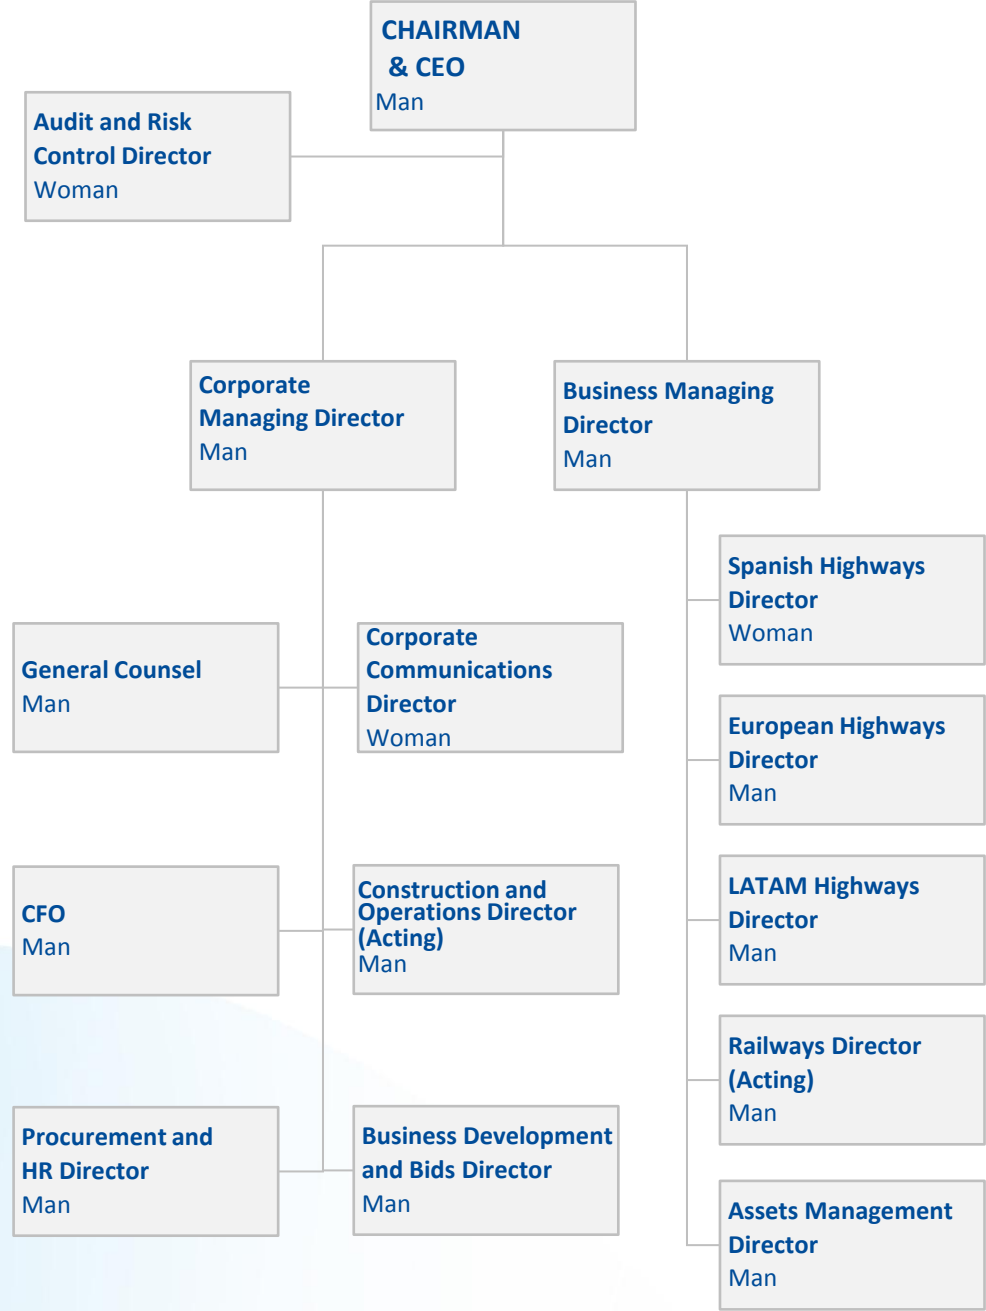 CHAIRMAN
& CEO
Man
Audit and Risk
Control Director
Woman
Corporate
Managing Director
Man
Business Managing
Director
Man
Spanish Highways
Director
Woman
General Counsel
Man
Corporate
Communications
Director
Woman
European Highways
Director
Man
CFO
Man
Construction and
Operations Director
(Acting)
Man
LATAM Highways
Director
Man
Railways Director
(Acting)
Man
Procurement and
HR Director
Man
Business Development
and Bids Director
Man
Assets Management
Director
Man